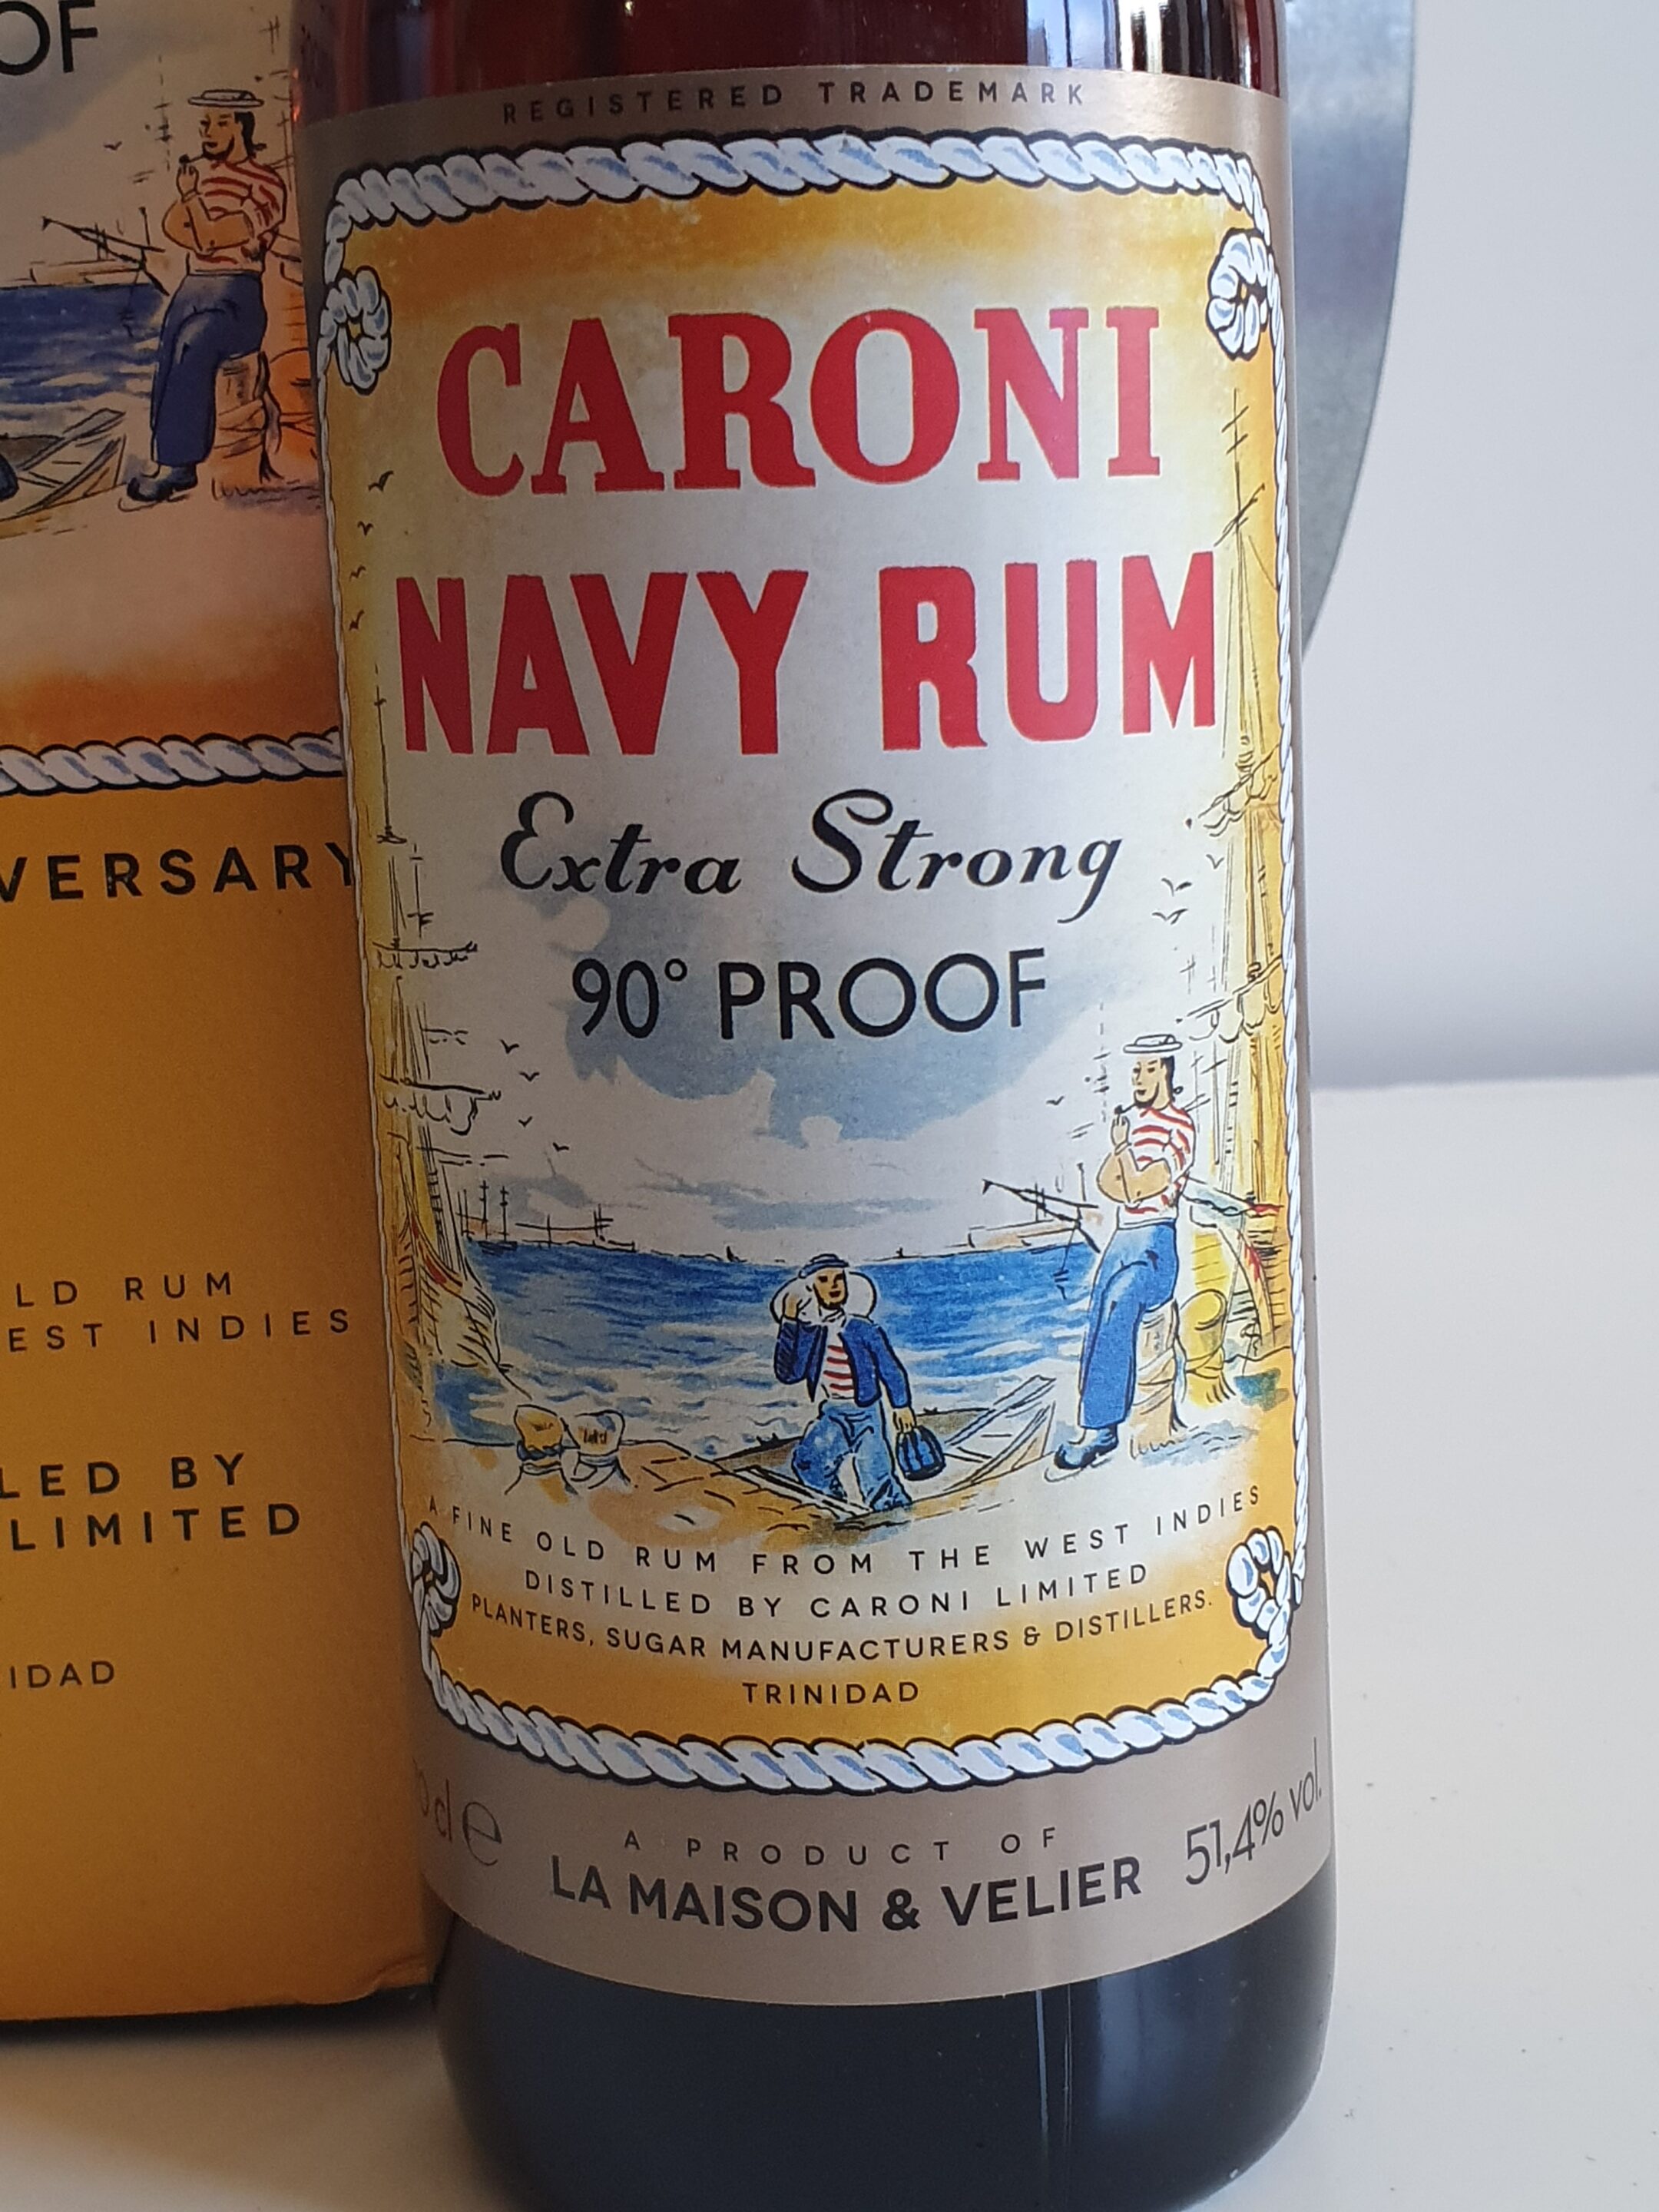 OF
VERSARY
LD RUM
EST INDIES
LED BY
LIMITED
IDAD
REGISTERED TRADEMARK
CARONI
NAVY RUM
Extra Strong
90° PROOF
A FINE OLD RUM FROM THE WEST INDIES
DISTILLED BY CARONI LIMITED
PLANTERS, SUGAR MANUFACTURERS & DISTILLERS.
TRINIDAD
A PRODUCT OF
LA MAISON & VELIER
51,4% vol.